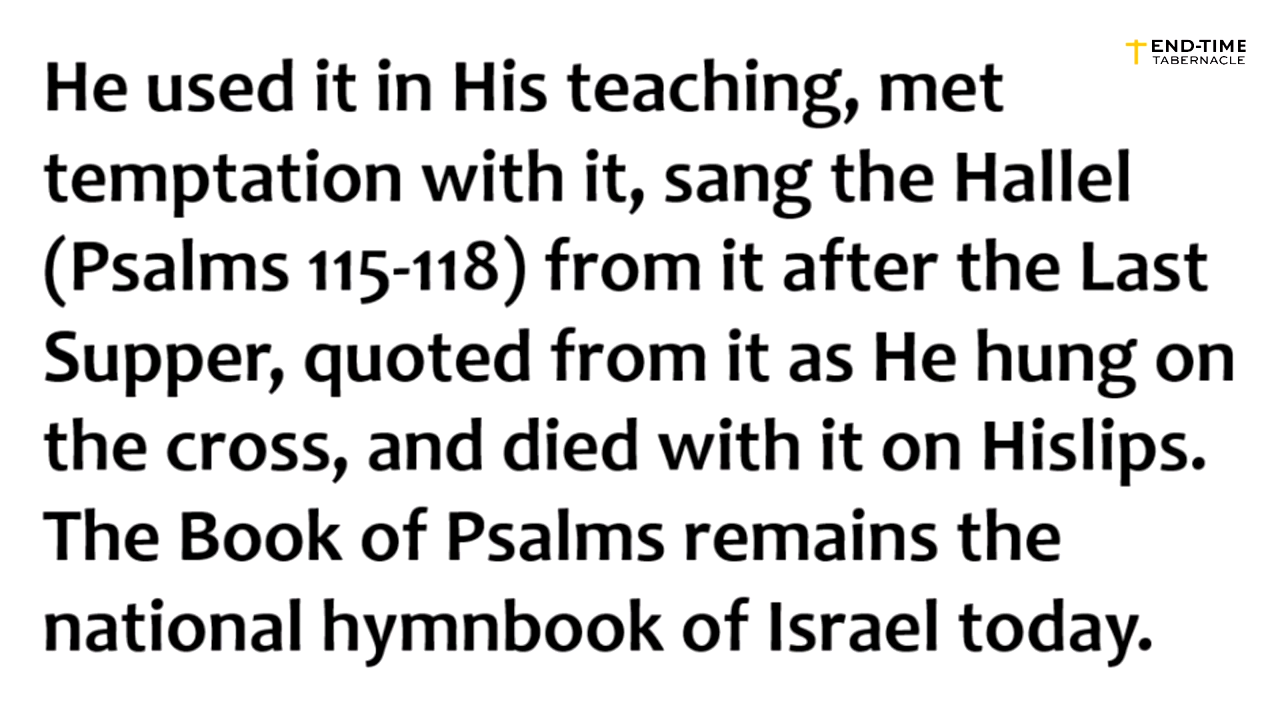 END-TIME
TABERNACLE
He used it in His teaching, met
temptation with it, sang the Hallel
(Psalms 115-118) from it after the Last
Supper, quoted from it as He hung on
the cross, and died with it on Hislips.
The Book of Psalms remains the
national hymnbook of Israel today.